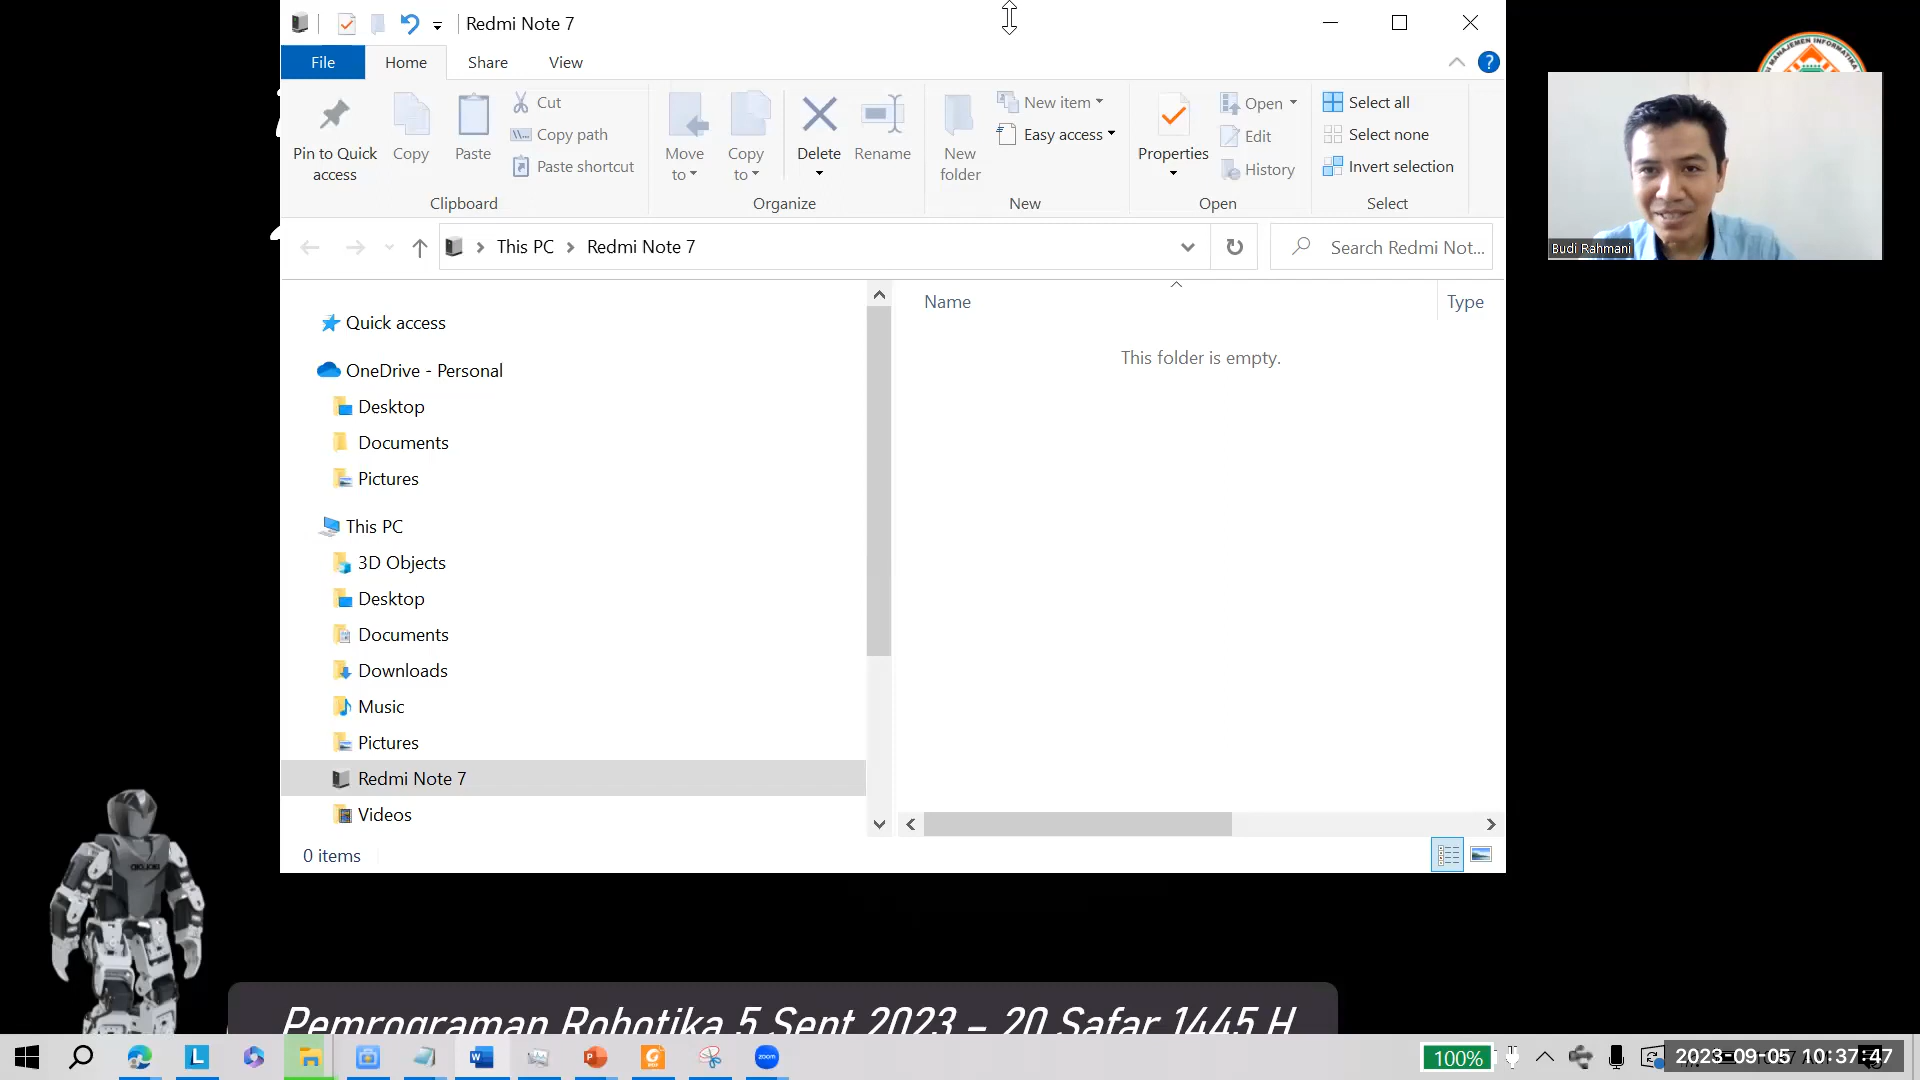 Redmi Note 7
File
Home
Share
View
Pin to Quick access
Copy
Paste
Cut
Copy path
Paste shortcut
Clipboard
Move to
Copy to
Delete
Rename
Organize
New folder
New item
Easy access
New
Properties
Open
Edit
History
Open
Select all
Select none
Invert selection
Select
This PC
Redmi Note 7
Search Redmi Not...
Quick access
OneDrive - Personal
Desktop
Documents
Pictures
This PC
3D Objects
Desktop
Documents
Downloads
Music
Pictures
Redmi Note 7
Videos
Name
Type
This folder is empty.
0 items
Budi Rahmani
Pemrograman Robotika 5 Sept 2023 – 20 Safar 1445 H
100%
2023-09-05 10:37:47
zoom